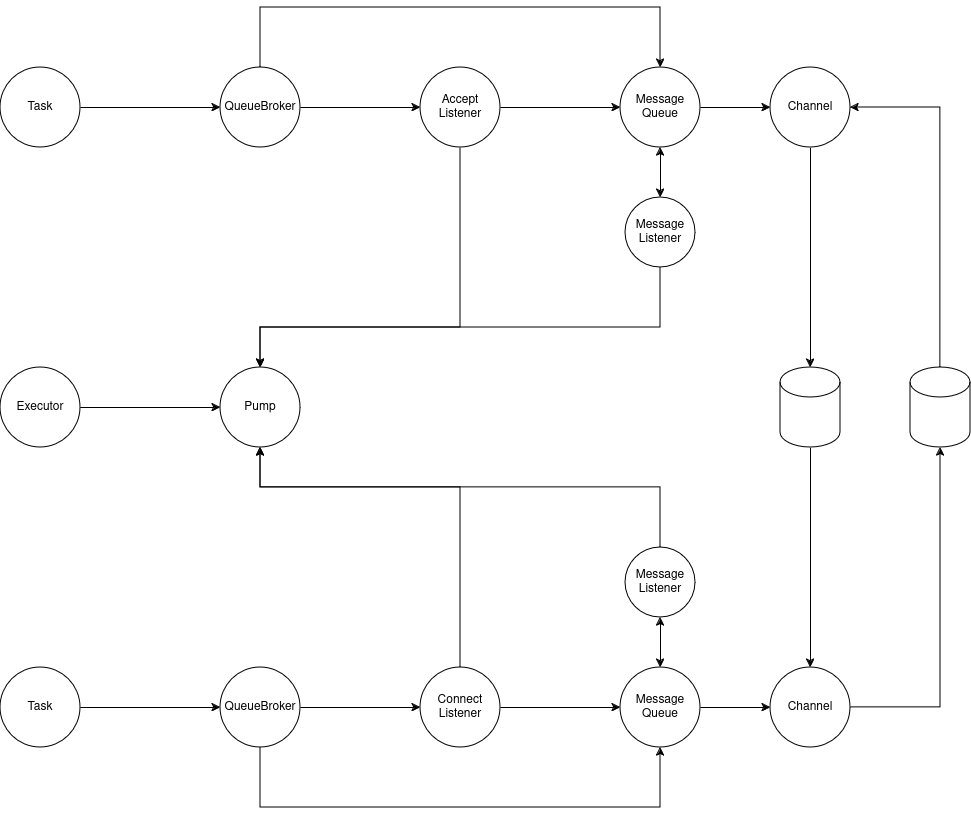 Task
QueueBroker
Accept
Listener
Message
Queue
Channel
Message
Listener
Executor
Pump
Message
Listener
Task
QueueBroker
Connect
Listener
Message
Queue
Channel